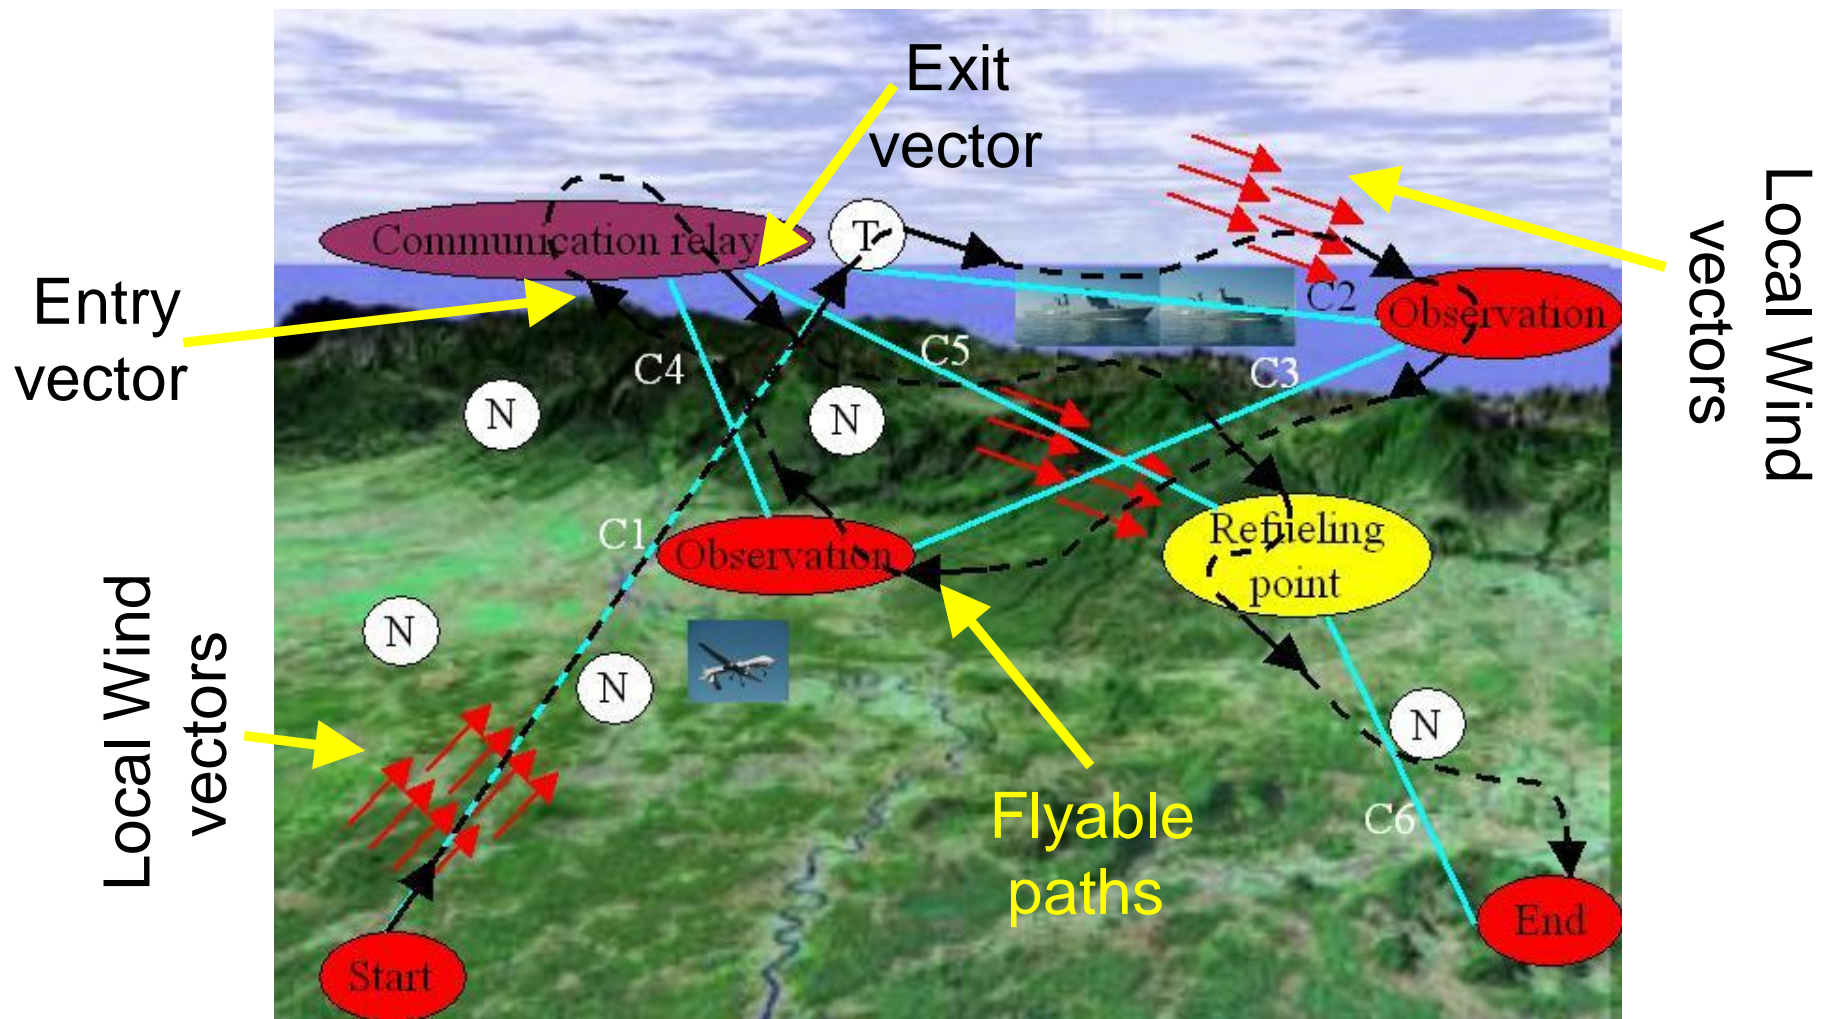 Exit
vector
Local Wind
vectors
Communication relay
T
Entry
vector
C2
Observation
C5
C4
C3
N
N
Refueling
point
C1
Observation
Local Wind
vectors
N
N
N
Flyable
paths
C6
End
Start